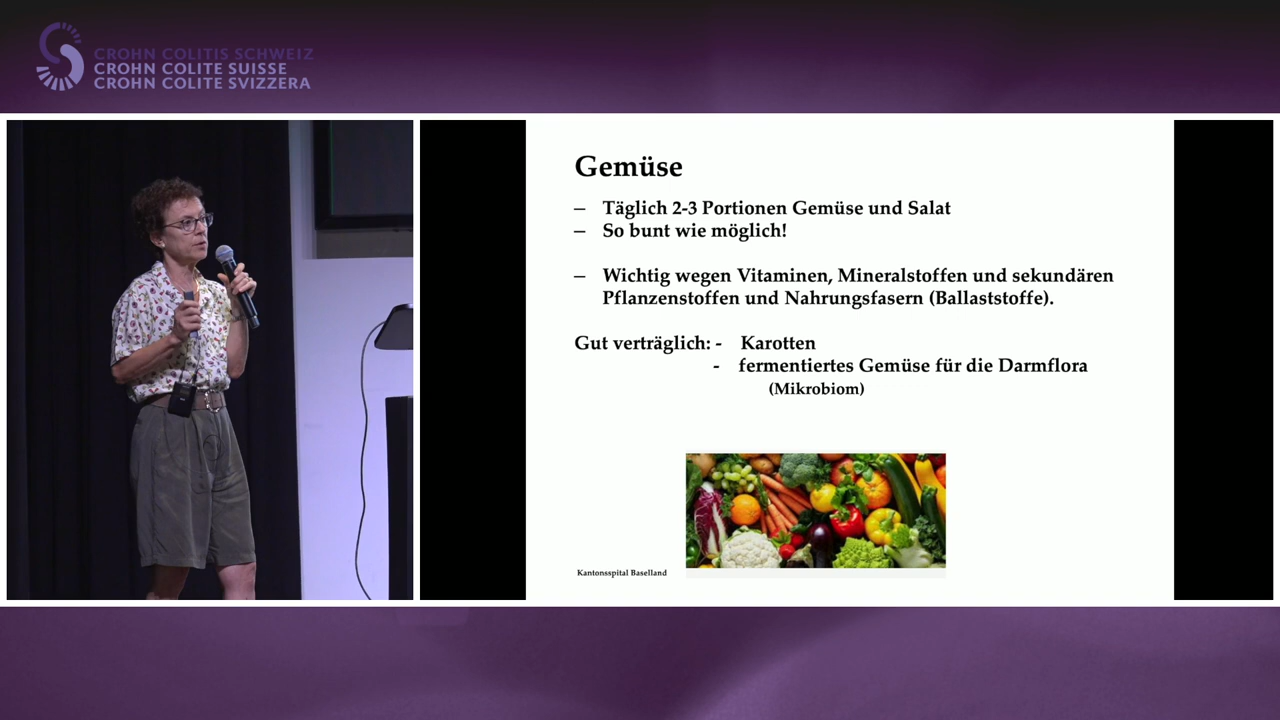 CROHN COLITIS SCHWEIZ
CROHN COLITE SUISSE
CROHN COLITE SVIZZERA
Gemüse
– Täglich 2-3 Portionen Gemüse und Salat
– So bunt wie möglich!
– Wichtig wegen Vitaminen, Mineralstoffen und sekundären
Pflanzenstoffen und Nahrungsfasern (Ballaststoffe).
Gut verträglich: - Karotten
- fermentiertes Gemüse für die Darmflora
(Mikrobiom)
Kantonsspital Baselland